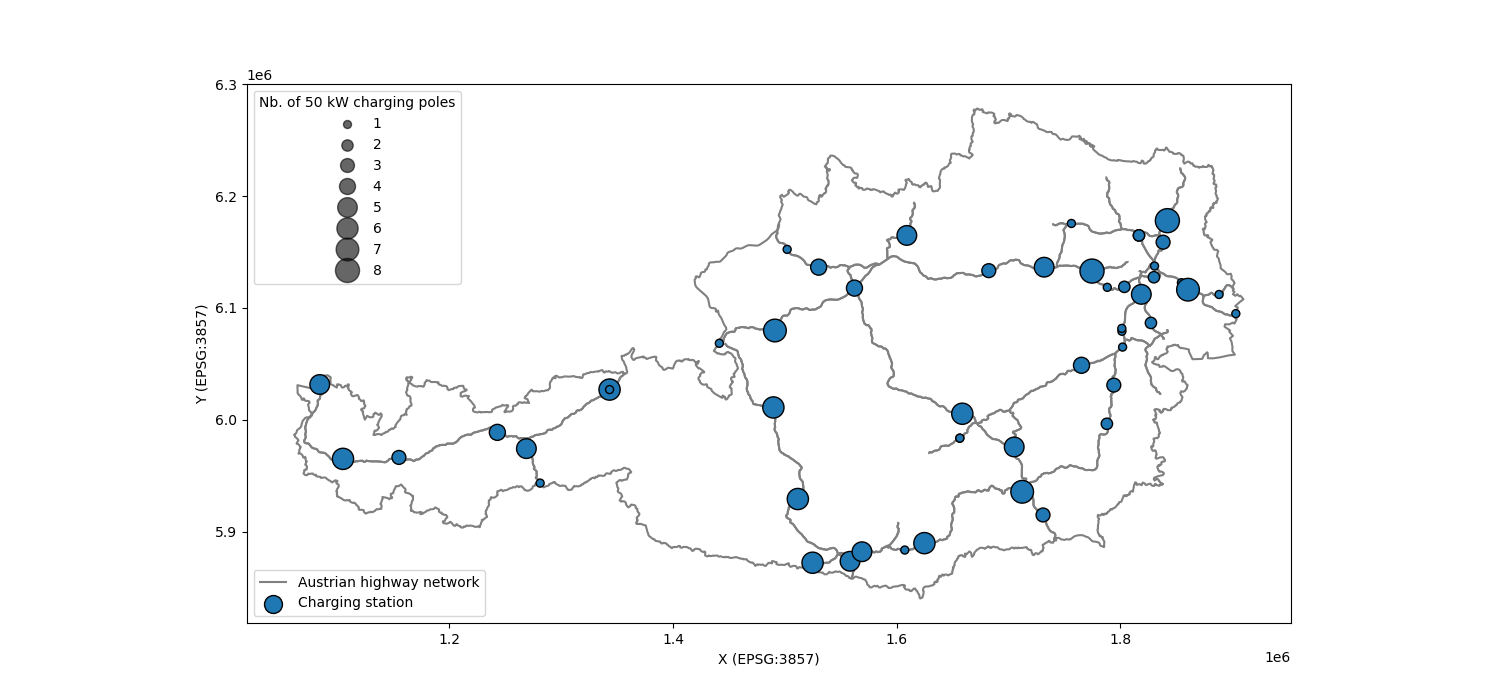 1e6
6.3
6.2
6.1
6.0
5.9
Y (EPSG:3857)
Nb. of 50 kW charging poles
1
2
3
4
5
6
7
8
Austrian highway network
Charging station
1.2
1.4
1.6
1.8
X (EPSG:3857)
1e6